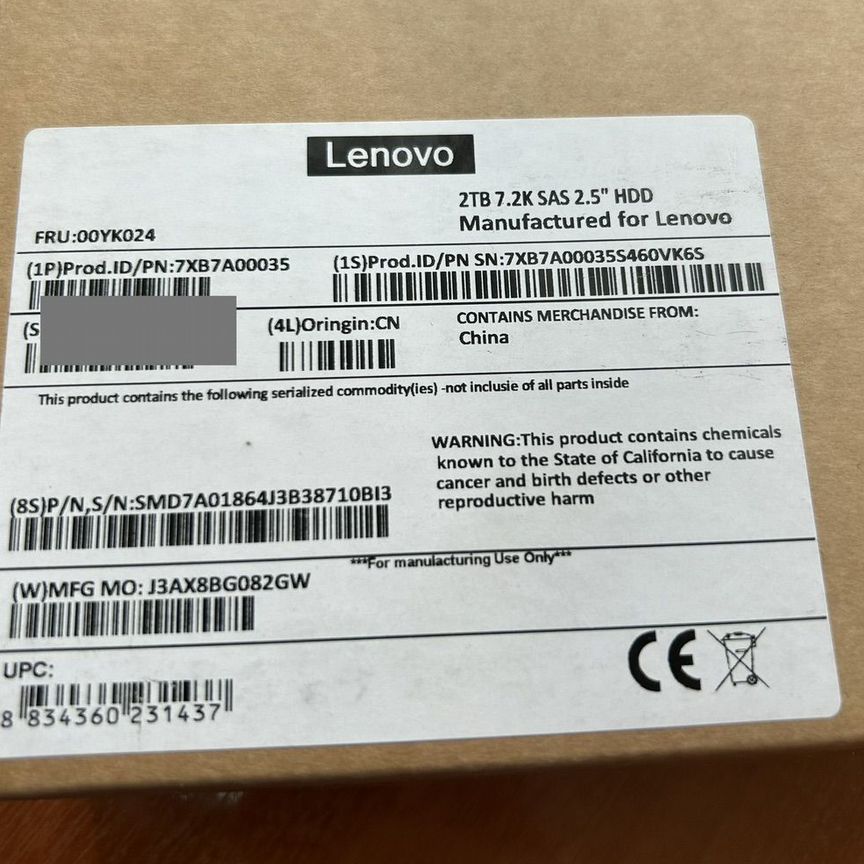 Lenovo
2TB 7.2K SAS 2.5" HDD
Manufactured for Lenovo
FRU:00YK024
(1P)Prod.ID/PN:7XB7A00035
(1S)Prod.ID/PN SN:7XB7A00035S460VK6S
(S
(4L)Oringin:CN
CONTAINS MERCHANDISE FROM:
China
This product contains the following serialized commodity(ies) -not inclusie of all parts inside
WARNING:This product contains chemicals
known to the State of California to cause
cancer and birth defects or other
reproductive harm
(8S)P/N,S/N:SMD7A01864J3B38710BI3
***For manulacturing Use Only***
(W)MFG MO: J3AX8BG082GW
UPC:
8 834360 231437
CE